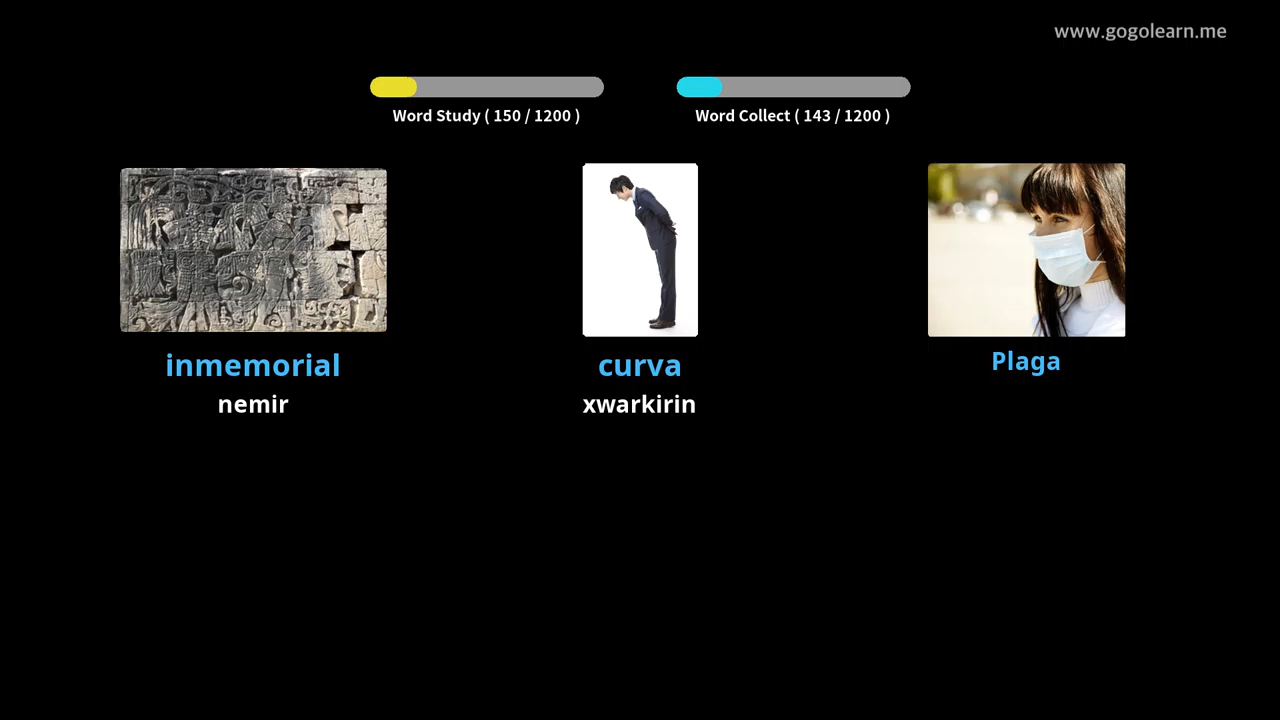 www.gogolearn.me
Word Study ( 150 / 1200 )
Word Collect ( 143 / 1200 )
inmemorial
nemir
curva
xwarkirin
Plaga